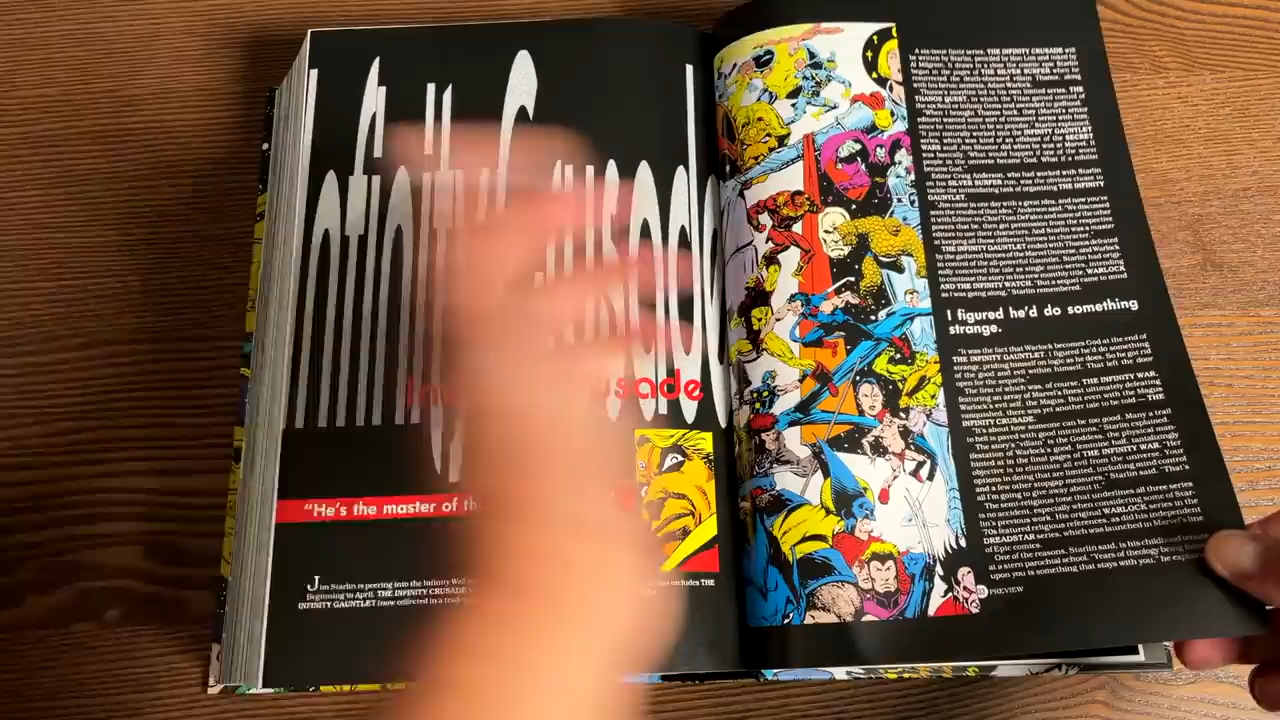 Infinity Crusade
sade
"He's the master of th
Jim Starlin is peering into the Infinity Well
excludes THE
Beginning in April, THE INFINITY CRUSADE
INFINITY GAUNTLET (now collected in a trade
A six-issue finite series, THE INFINITY CRUSADE will
be written by Starlin, penciled by Ron Lim and inked by
Al Milgrom. It draws to a close the cosmic epic Starlin
began in the pages of THE SILVER SURFER when he
resurrected the death-obsessed villain Thanos, along
with his heroic nemesis, Adam Warlock.
Thanos's storyline led to his own limited series, THE
THANOS QUEST, in which the Titan gained control of
the six Soul or Infinity Gems and ascended to godhood.
"When I brought Thanos back, they (Marvel's senior
editors) wanted some sort of crossover series with him,
since he turned out to be so popular," Starlin explained.
"It just naturally worked into the INFINITY GAUNTLET
series, which was kind of an offshoot of the SECRET
WARS stuff Jim Shooter did when he was at Marvel. It
was basically, "What would happen if one of the worst
people in the universe became God. What if a nihilist
became God."
Editor Craig Anderson, who had worked with Starlin
on his SILVER SURFER run, was the obvious choice to
tackle the intimidating task of organizing THE INFINITY
GAUNTLET.
"Jim came in one day with a great idea, and now you've
seen the results of that idea," Anderson said. "We discussed
it with Editor-in-Chief Tom DeFalco and some of the other
powers that be, then got permission from the respective
editors to use their characters. And Starlin was a master
at keeping all those different heroes in character."
THE INFINITY GAUNTLET ended with Thanos defeated
by the gathered heroes of the Marvel Universe, and Warlock
in control of the all-powerful Gauntlet. Starlin had origi-
nally conceived the tale as single mini-series, intending
to continue the story in his new monthly title, WARLOCK
AND THE INFINITY WATCH. "But a sequel came to mind
as I was going along," Starlin remembered.
I figured he'd do something
strange.
"It was the fact that Warlock becomes God at the end of
THE INFINITY GAUNTLET. I figured he'd do something
strange, priding himself on logic as he does. So he got rid
of the good and evil within himself. That left the door
open for the sequels."
The first of which was, of course, THE INFINITY WAR,
featuring an array of Marvel's finest ultimately defeating
Warlock's evil self, the Magus. But even with the Magus
vanquished, there was yet another tale to be told — THE
INFINITY CRUSADE.
"It's about how someone can be too good. Many a trail
to hell is paved with good intentions," Starlin explained.
The story's "villain" is the Goddess, the physical man-
ifestation of Warlock's good, feminine half, tantalizingly
hinted at in the final pages of THE INFINITY WAR. "Her
objective is to eliminate all evil from the universe. Your
options in doing that are limited, including mind control
and a few other stopgap measures," Starlin said. "That's
all I'm going to give away about it."
The semi-religious tone that underlines all three series
is no accident, especially when considering some of Star-
lin's previous work. His original WARLOCK series in the
'70s featured religious references, as did his independent
DREADSTAR series, which was launched in Marvel's line
of Epic comics.
One of the reasons, Starlin said, is his childhood tenure
at a stern parochial school. "Years of theology being
upon you is something that stays with you," he
PREVIEW